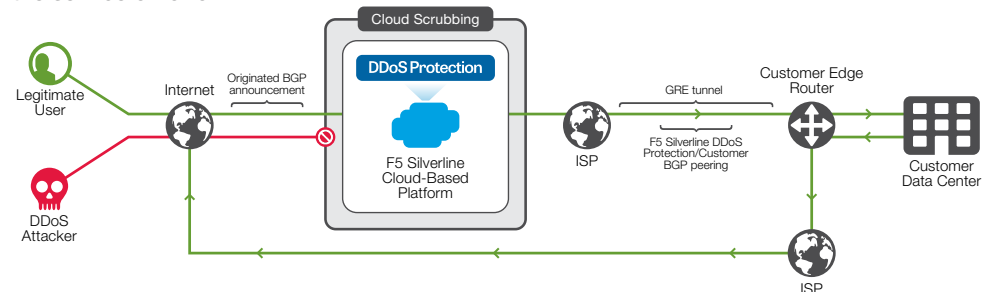 Cloud Scrubbing
DDoS Protection
F5 Silverline
Cloud-Based
Platform
Legitimate
User
Internet
Originated BGP
announcement
DDoS
Attacker
ISP
GRE tunnel
F5 Silverline DDoS
Protection/Customer
BGP peering
Customer Edge
Router
Customer
Data Center
ISP